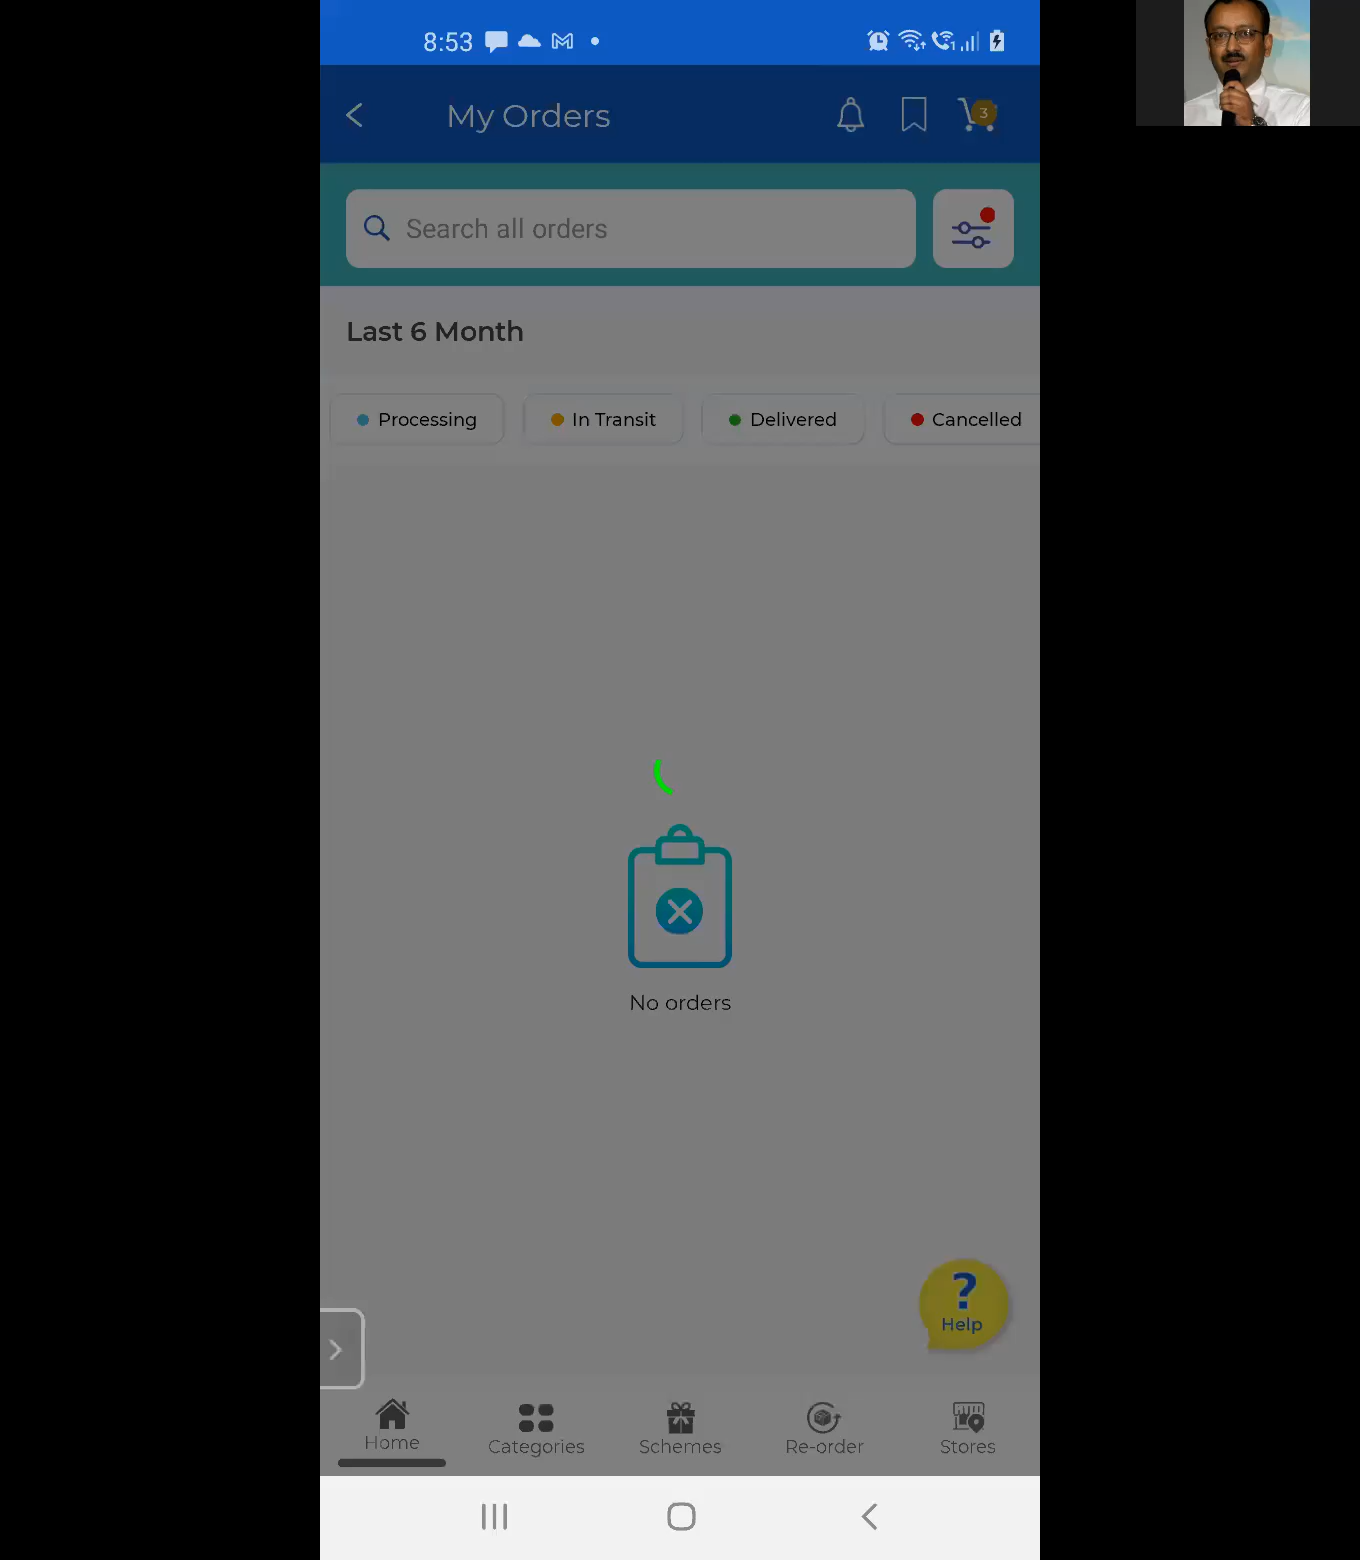 8:53
My Orders
3
Search all orders
Last 6 Month
Processing
In Transit
Delivered
Cancelled
No orders
?
Help
Home
Categories
Schemes
Re-order
Stores